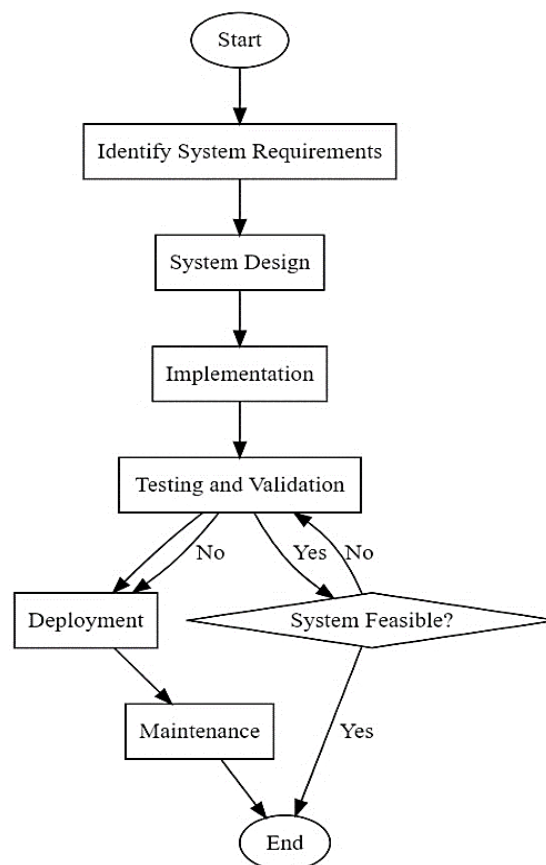 Start
Identify System Requirements
System Design
Implementation
Testing and Validation
No
Yes
No
Deployment
System Feasible?
Maintenance
Yes
End